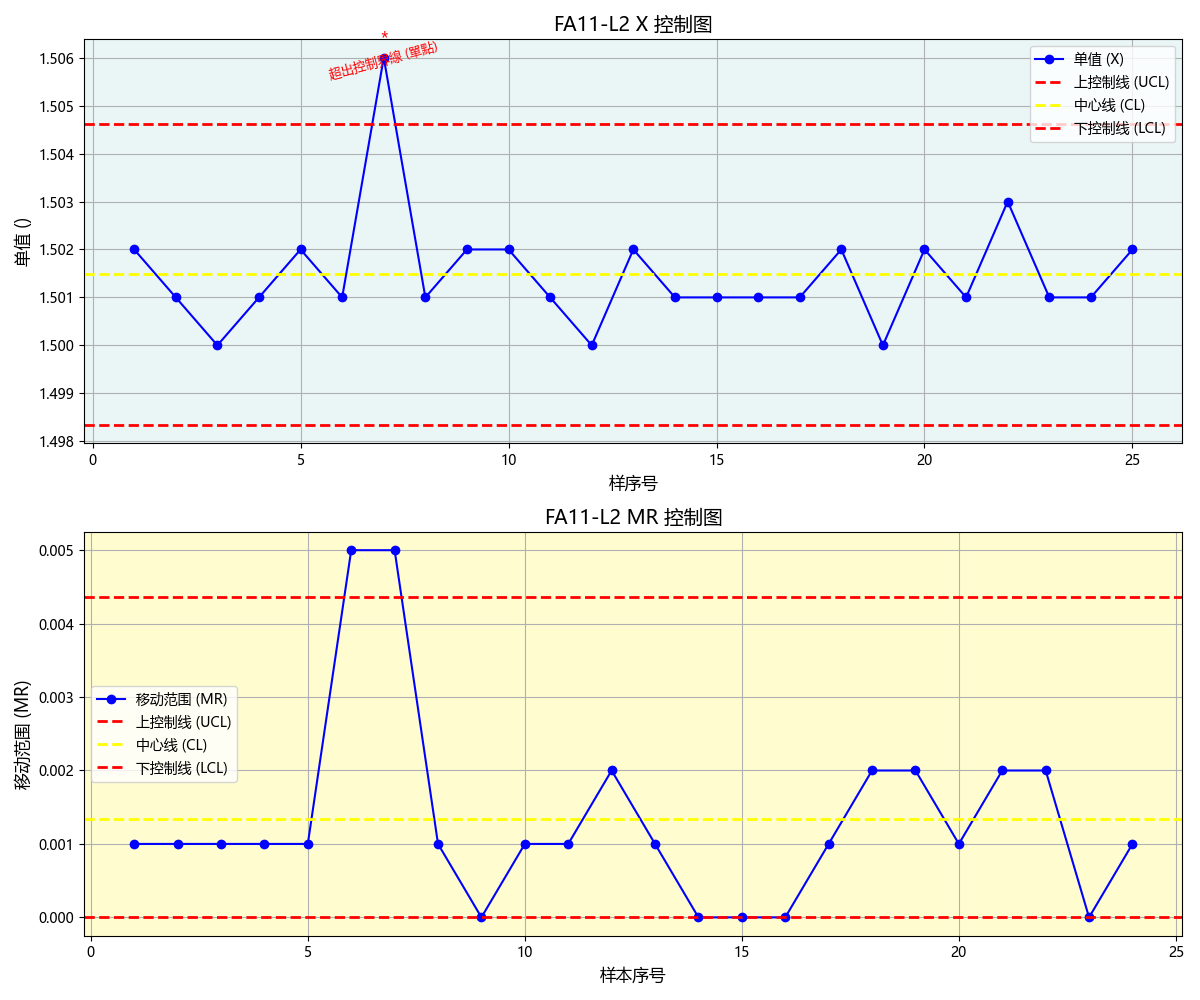 FA11-L2 X 控制图
*
超出控制界線 (單點)
单值 (X)
上控制线 (UCL)
中心线 (CL)
下控制线 (LCL)
单值 ()
1.506
1.505
1.504
1.503
1.502
1.501
1.500
1.499
1.498
0 5 10 15 20 25
样序号
FA11-L2 MR 控制图
移动范围 (MR)
0.005
0.004
0.003
0.002
0.001
0.000
移动范围 (MR)
上控制线 (UCL)
中心线 (CL)
下控制线 (LCL)
0 5 10 15 20 25
样本序号